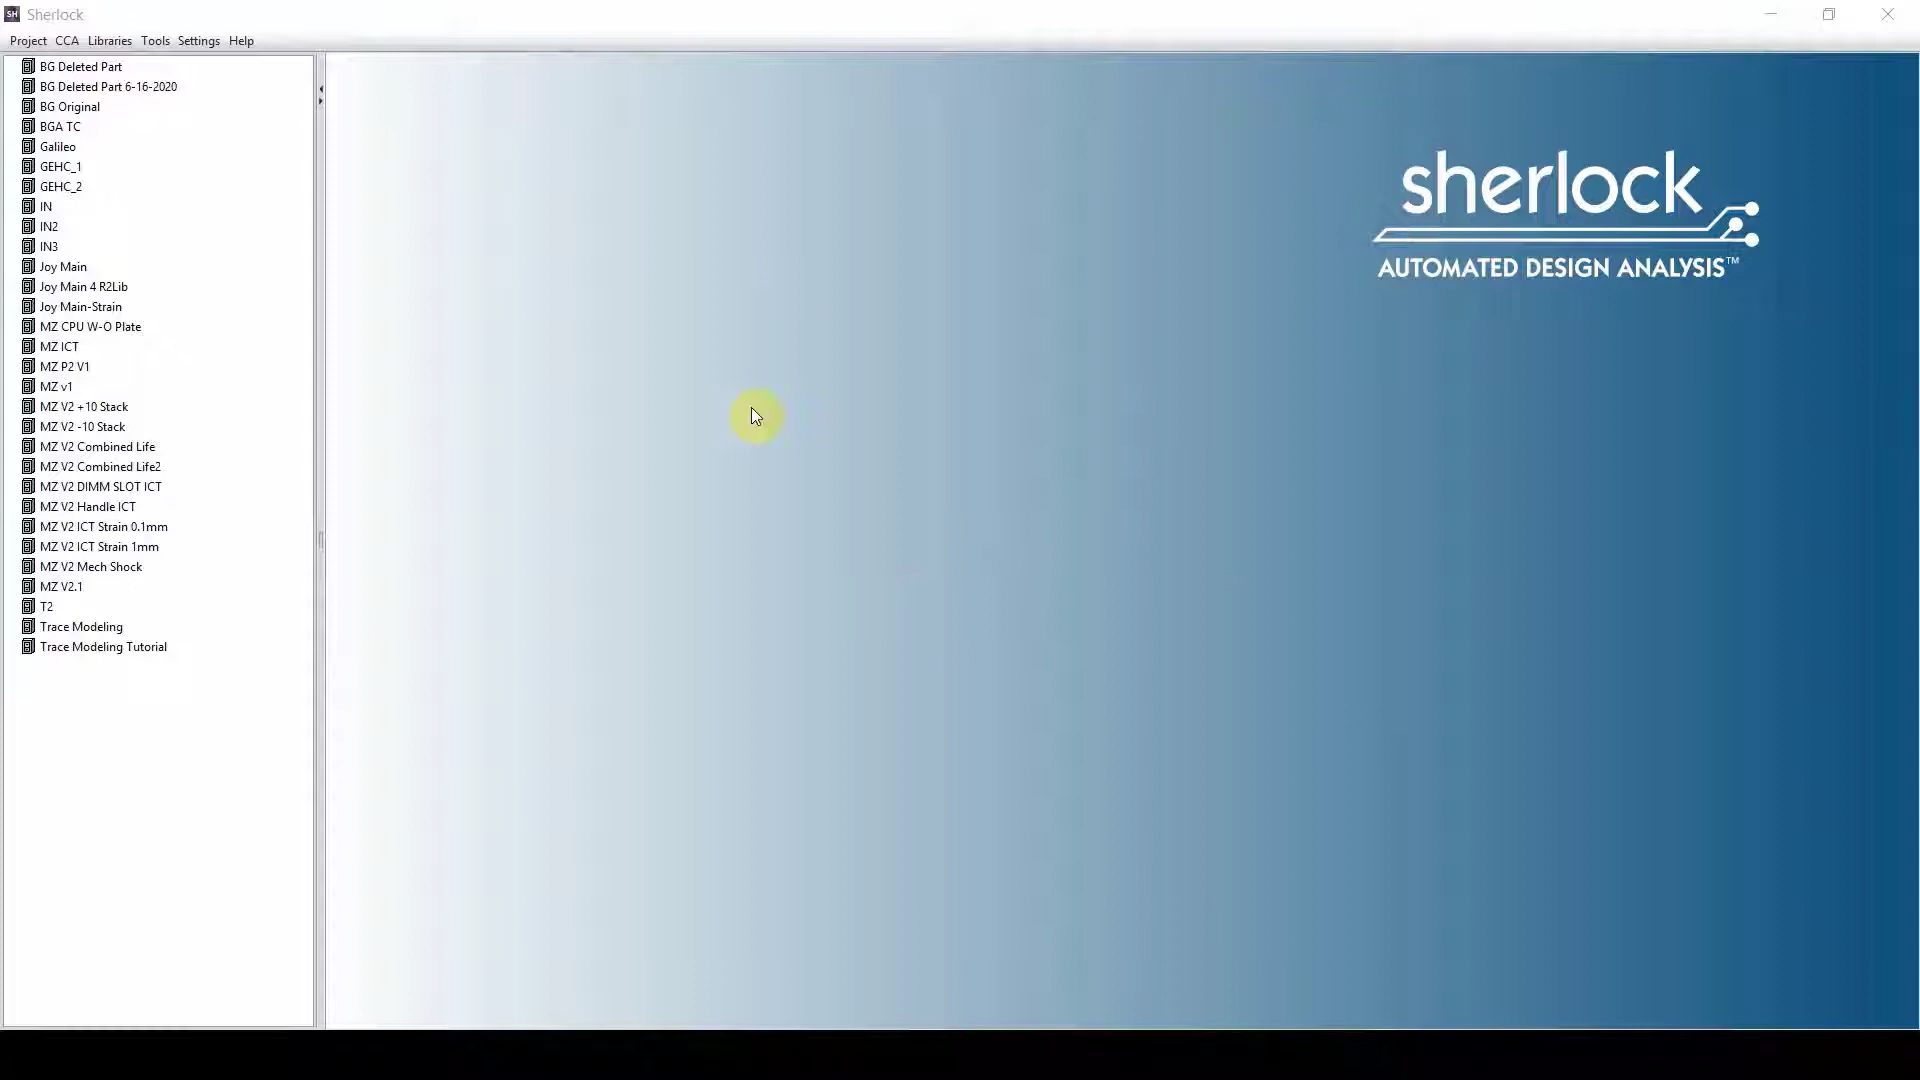 SH Sherlock
Project CCA Libraries Tools Settings Help
BG Deleted Part
BG Deleted Part 6-16-2020
BG Original
BGA TC
Galileo
GEHC_1
GEHC_2
IN
IN2
IN3
Joy Main
Joy Main 4 R2Lib
Joy Main-Strain
MZ CPU W-O Plate
MZ ICT
MZ P2 V1
MZ v1
MZ V2 +10 Stack
MZ V2 -10 Stack
MZ V2 Combined Life
MZ V2 Combined Life2
MZ V2 DIMM SLOT ICT
MZ V2 Handle ICT
MZ V2 ICT Strain 0.1mm
MZ V2 ICT Strain 1mm
MZ V2 Mech Shock
MZ V2.1
T2
Trace Modeling
Trace Modeling Tutorial
sherlock
AUTOMATED DESIGN ANALYSIS™